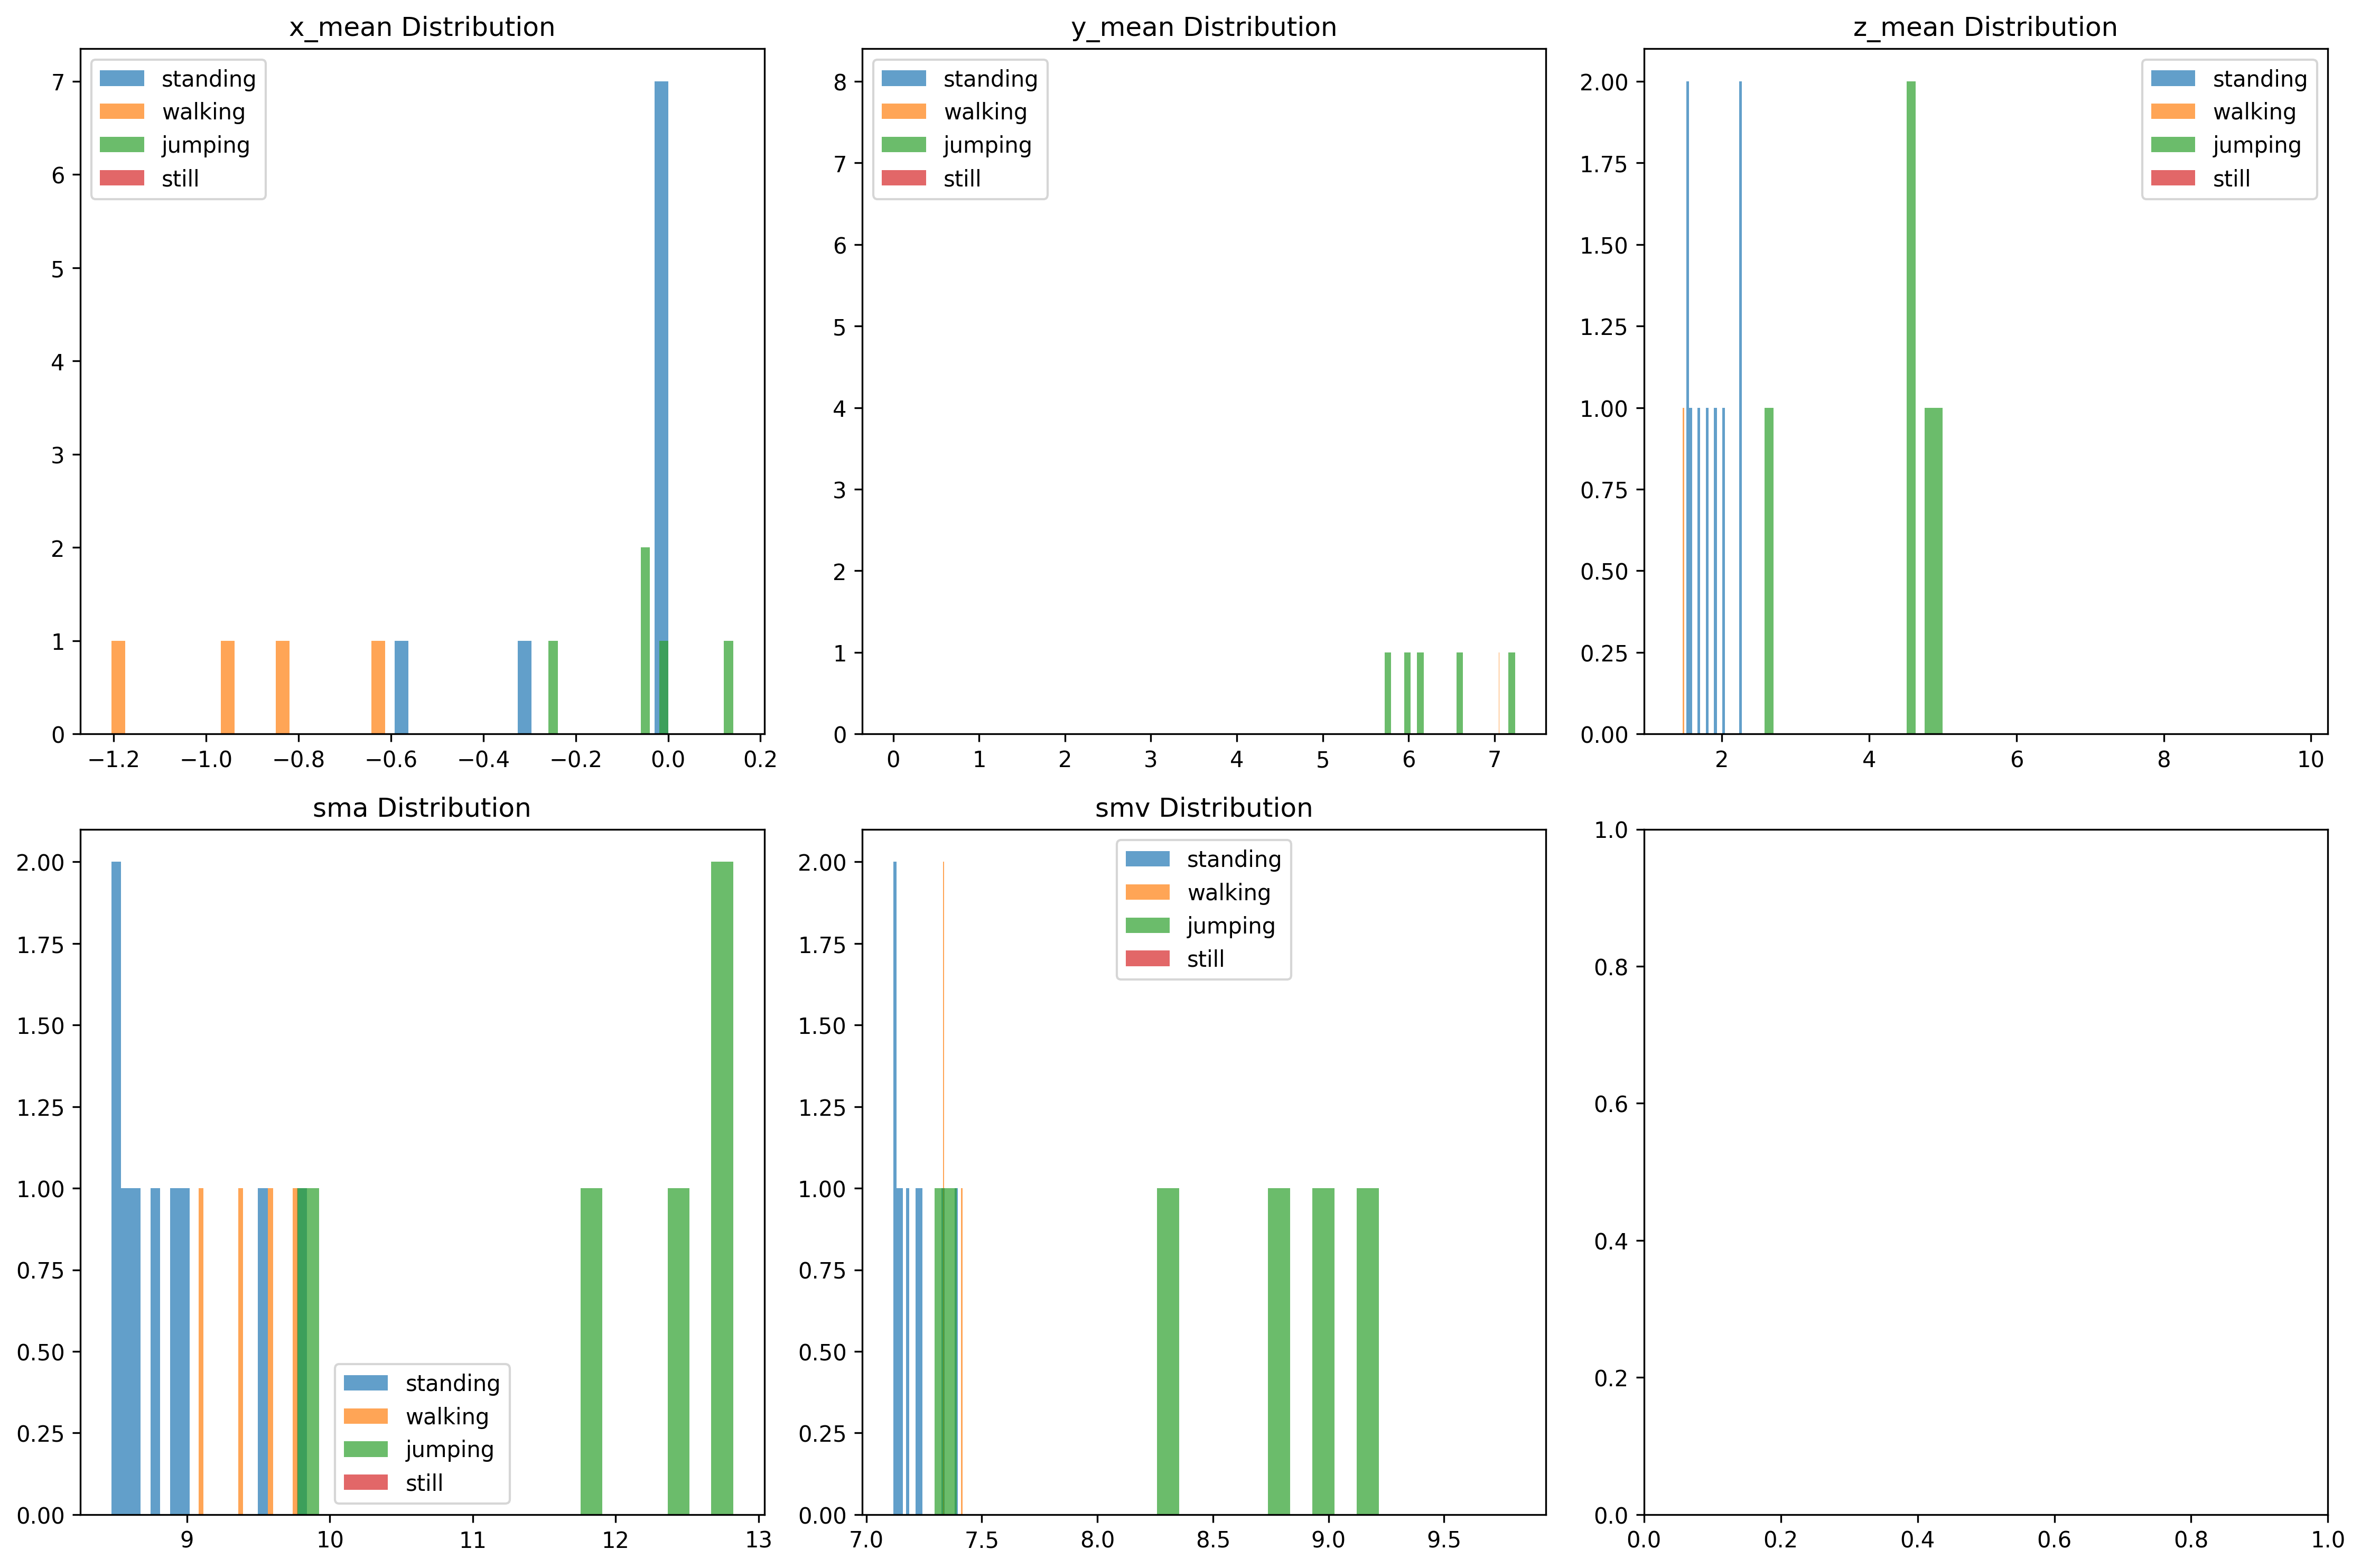 x_mean Distribution
7
6
5
4
3
2
1
0
−1.2 −1.0 −0.8 −0.6 −0.4 −0.2 0.0 0.2
standing
walking
jumping
still
y_mean Distribution
8
7
6
5
4
3
2
1
0
0 1 2 3 4 5 6 7
standing
walking
jumping
still
z_mean Distribution
2.00
1.75
1.50
1.25
1.00
0.75
0.50
0.25
0.00
2 4 6 8 10
standing
walking
jumping
still
sma Distribution
2.00
1.75
1.50
1.25
1.00
0.75
0.50
0.25
0.00
9 10 11 12 13
standing
walking
jumping
still
smv Distribution
2.00
1.75
1.50
1.25
1.00
0.75
0.50
0.25
0.00
7.0 7.5 8.0 8.5 9.0 9.5
standing
walking
jumping
still
1.0
0.8
0.6
0.4
0.2
0.0
0.0 0.2 0.4 0.6 0.8 1.0